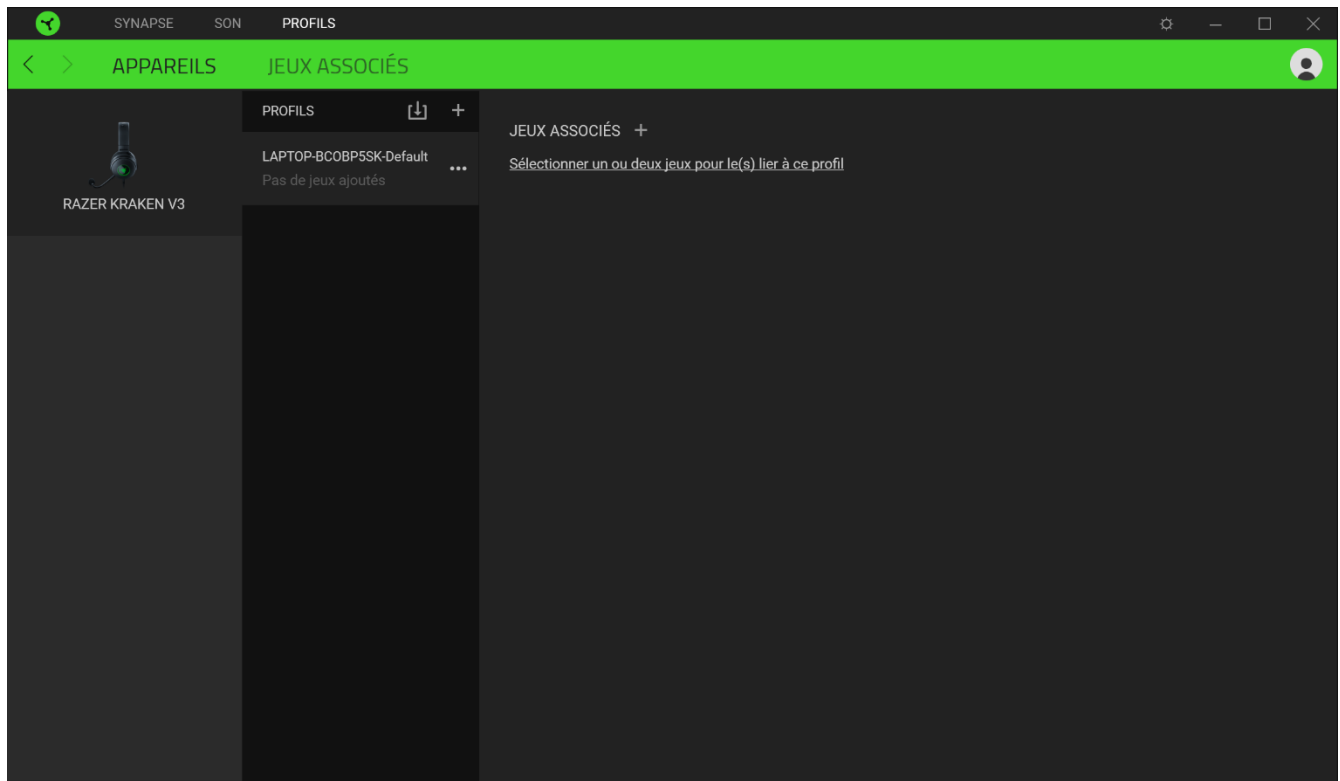 SYNAPSE SON PROFILS
APPAREILS JEUX ASSOCIÉS
RAZER KRAKEN V3
PROFILS
LAPTOP-BCOBP5SK-Default
Pas de jeux ajoutés
JEUX ASSOCIÉS
Sélectionner un ou deux jeux pour le(s) lier à ce profil